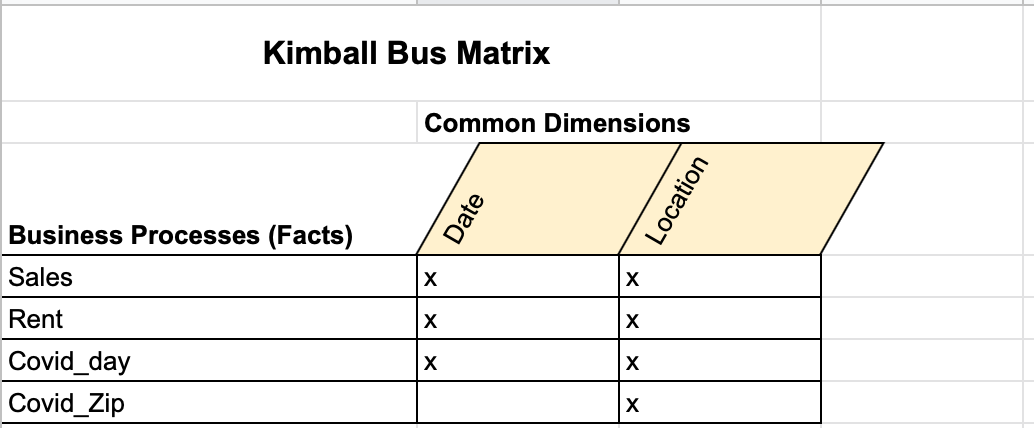 Kimball Bus Matrix
Common Dimensions
Business Processes (Facts) Date Location
Sales x x
Rent x x
Covid_day x x
Covid_Zip x